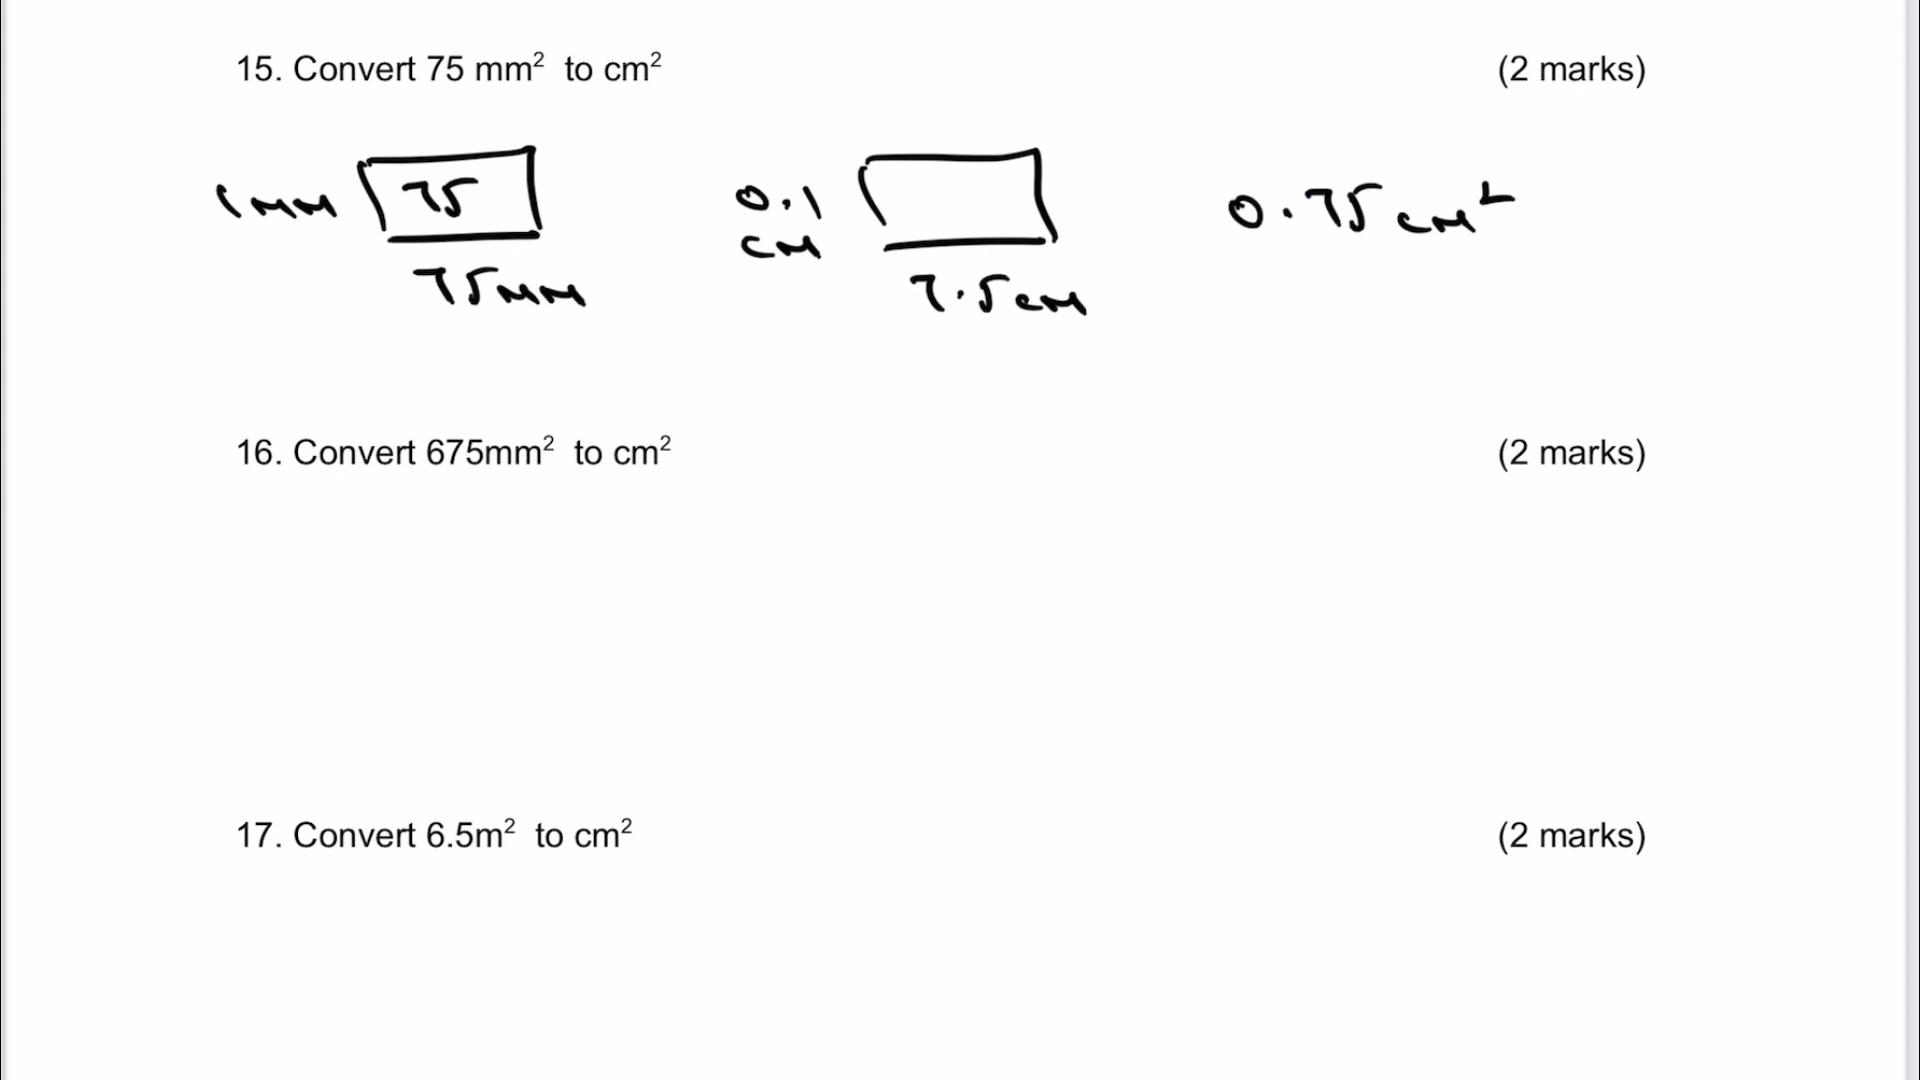 15. Convert 75 mm² to cm² (2 marks)
1mm 75 0.1 0.75cm²
cm
75mm 7.5cm
16. Convert 675mm² to cm² (2 marks)
17. Convert 6.5m² to cm² (2 marks)